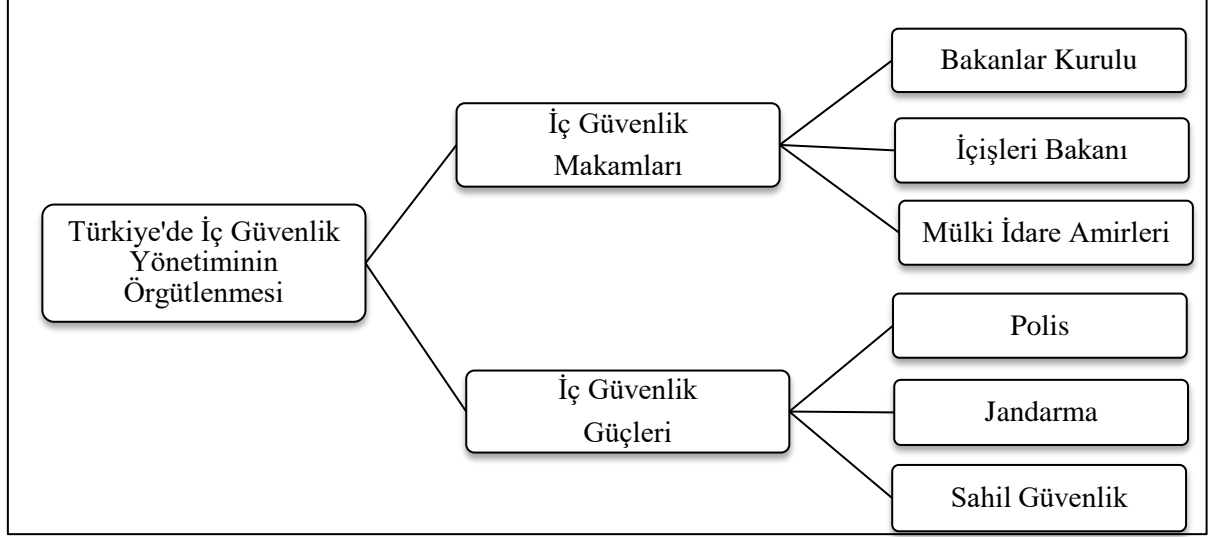 Türkiye'de İç Güvenlik
Yönetiminin
Örgütlenmesi
İç Güvenlik
Makamları
Bakanlar Kurulu
İçişleri Bakanı
Mülki İdare Amirleri
İç Güvenlik
Güçleri
Polis
Jandarma
Sahil Güvenlik